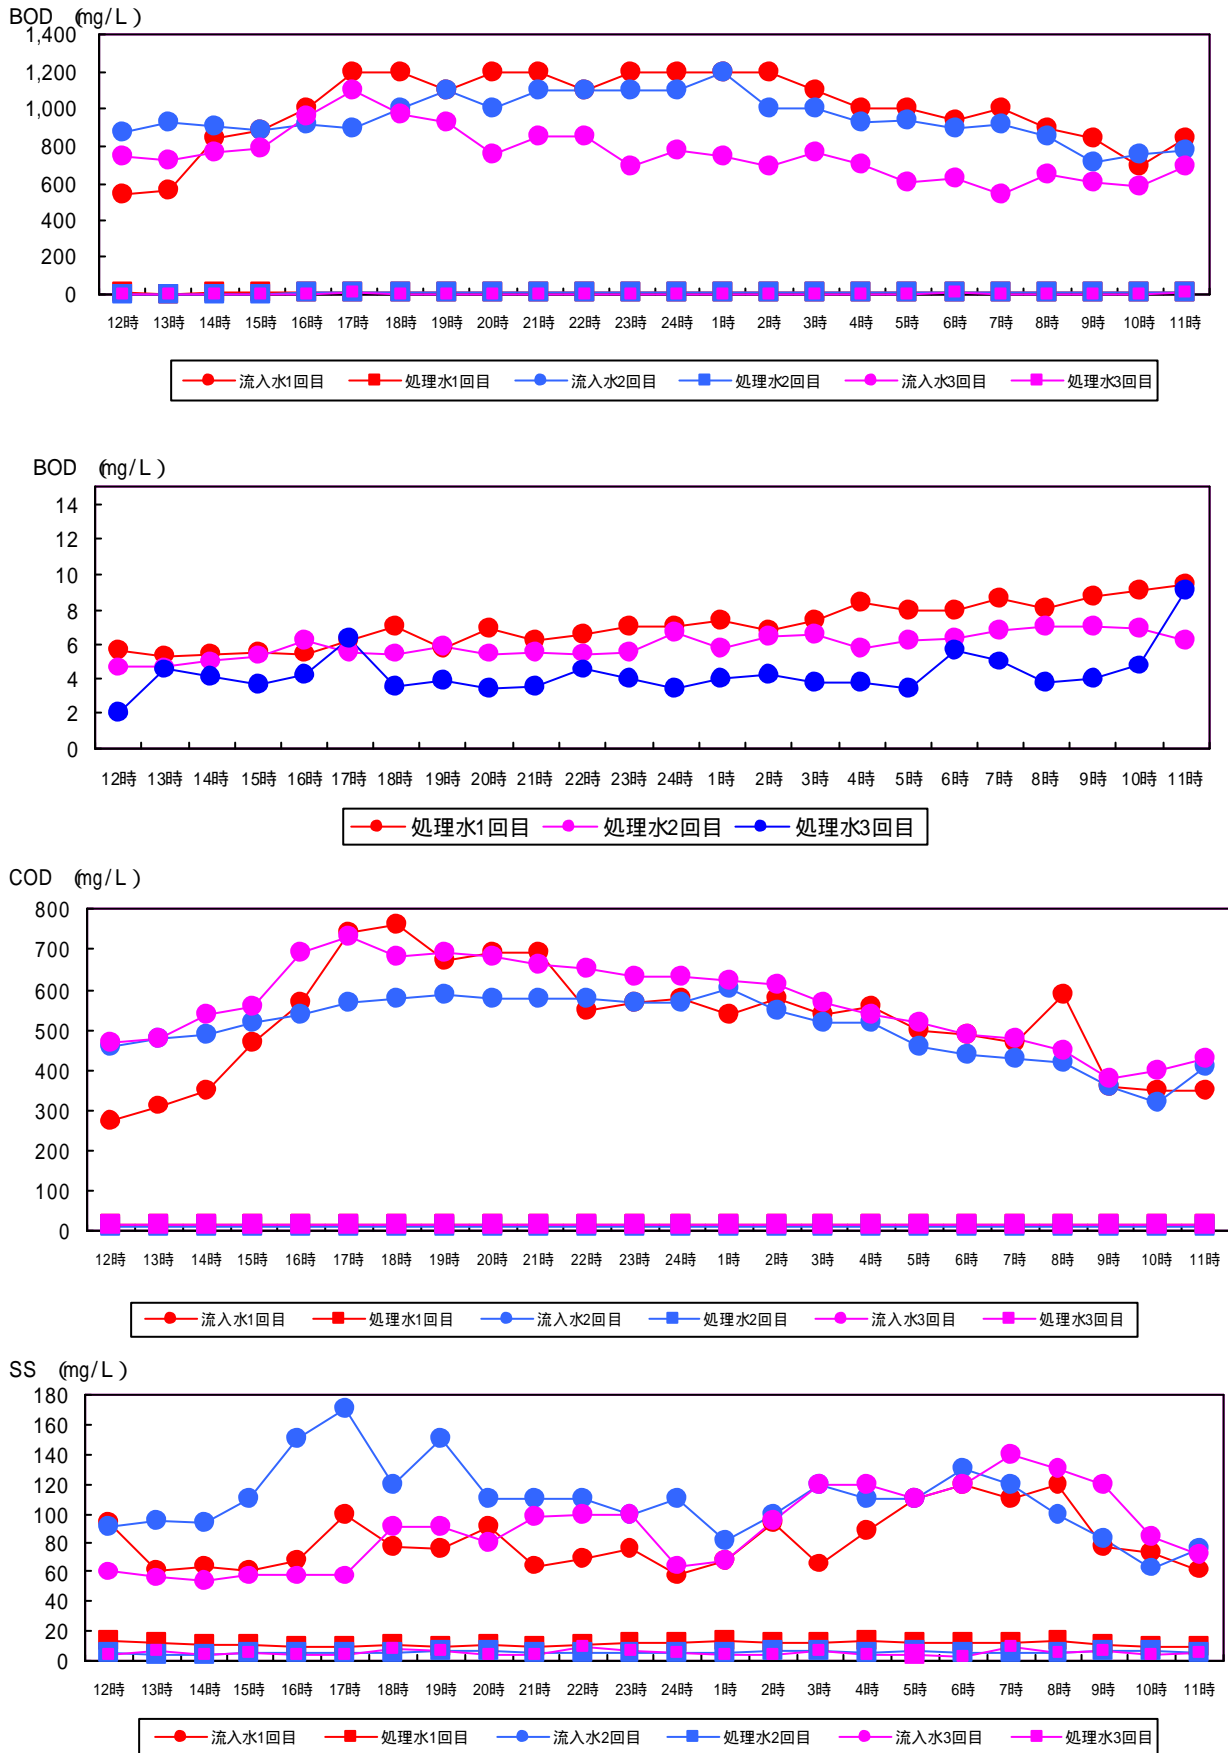 BOD (mg/L)
1,400
1,200
1,000
800
600
400
200
0
12時 13時 14時 15時 16時 17時 18時 19時 20時 21時 22時 23時 24時 1時 2時 3時 4時 5時 6時 7時 8時 9時 10時 11時
流入水1回目 処理水1回目 流入水2回目 処理水2回目 流入水3回目 処理水3回目
BOD (mg/L)
14
12
10
8
6
4
2
0
12時 13時 14時 15時 16時 17時 18時 19時 20時 21時 22時 23時 24時 1時 2時 3時 4時 5時 6時 7時 8時 9時 10時 11時
処理水1回目 処理水2回目 処理水3回目
COD (mg/L)
800
700
600
500
400
300
200
100
0
12時 13時 14時 15時 16時 17時 18時 19時 20時 21時 22時 23時 24時 1時 2時 3時 4時 5時 6時 7時 8時 9時 10時 11時
流入水1回目 処理水1回目 流入水2回目 処理水2回目 流入水3回目 処理水3回目
SS (mg/L)
180
160
140
120
100
80
60
40
20
0
12時 13時 14時 15時 16時 17時 18時 19時 20時 21時 22時 23時 24時 1時 2時 3時 4時 5時 6時 7時 8時 9時 10時 11時
流入水1回目 処理水1回目 流入水2回目 処理水2回目 流入水3回目 処理水3回目